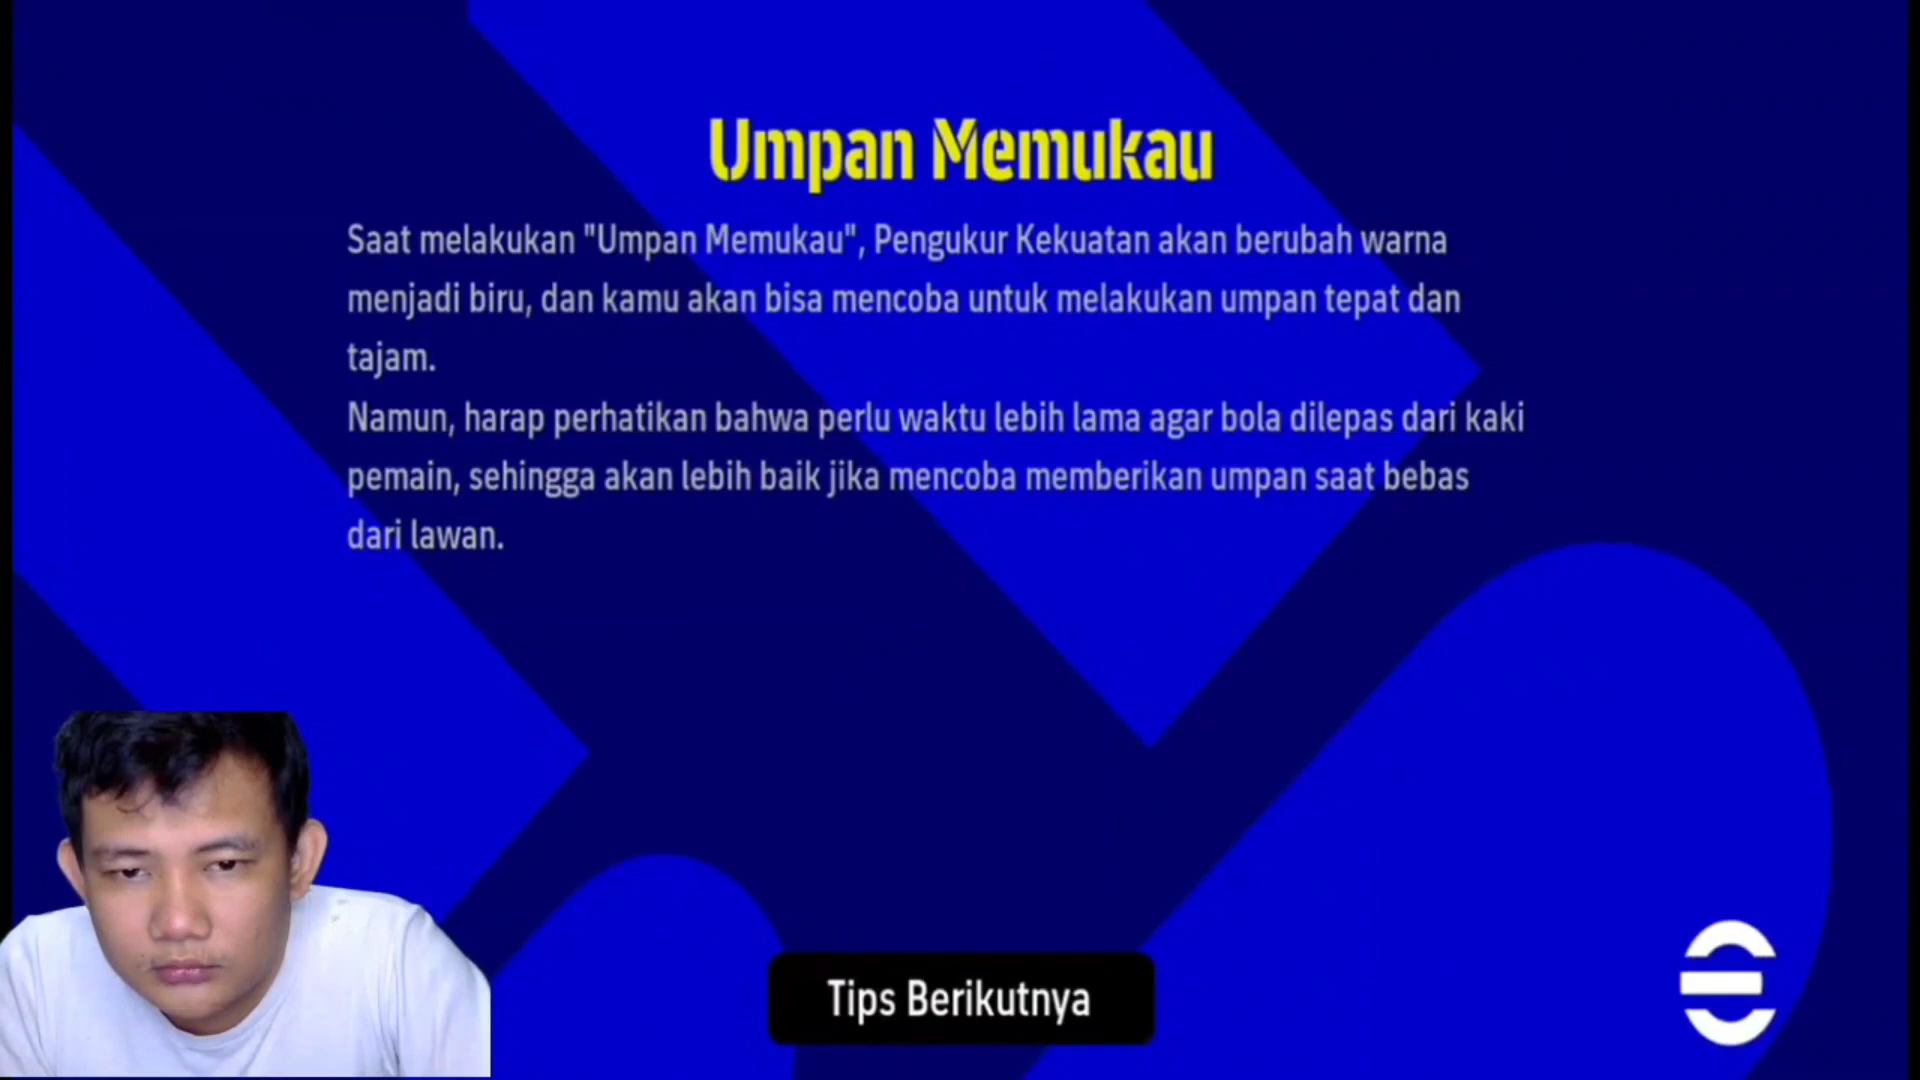 Umpan Memukau
Saat melakukan "Umpan Memukau", Pengukur Kekuatan akan berubah warna
menjadi biru, dan kamu akan bisa mencoba untuk melakukan umpan tepat dan
tajam.
Namun, harap perhatikan bahwa perlu waktu lebih lama agar bola dilepas dari kaki
pemain, sehingga akan lebih baik jika mencoba memberikan umpan saat bebas
dari lawan.
Tips Berikutnya